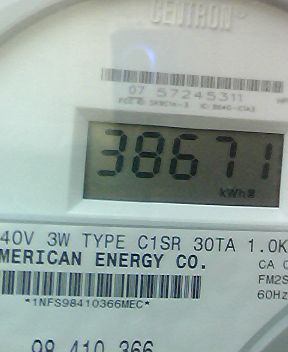 CENTRON®
07 57245311
38671
kWh
40V 3W TYPE C1SR 30TA 1.0K
MERICAN ENERGY CO.
CA 0
FM2S
60Hz
*1NFS98410366MEC*
98 410 366